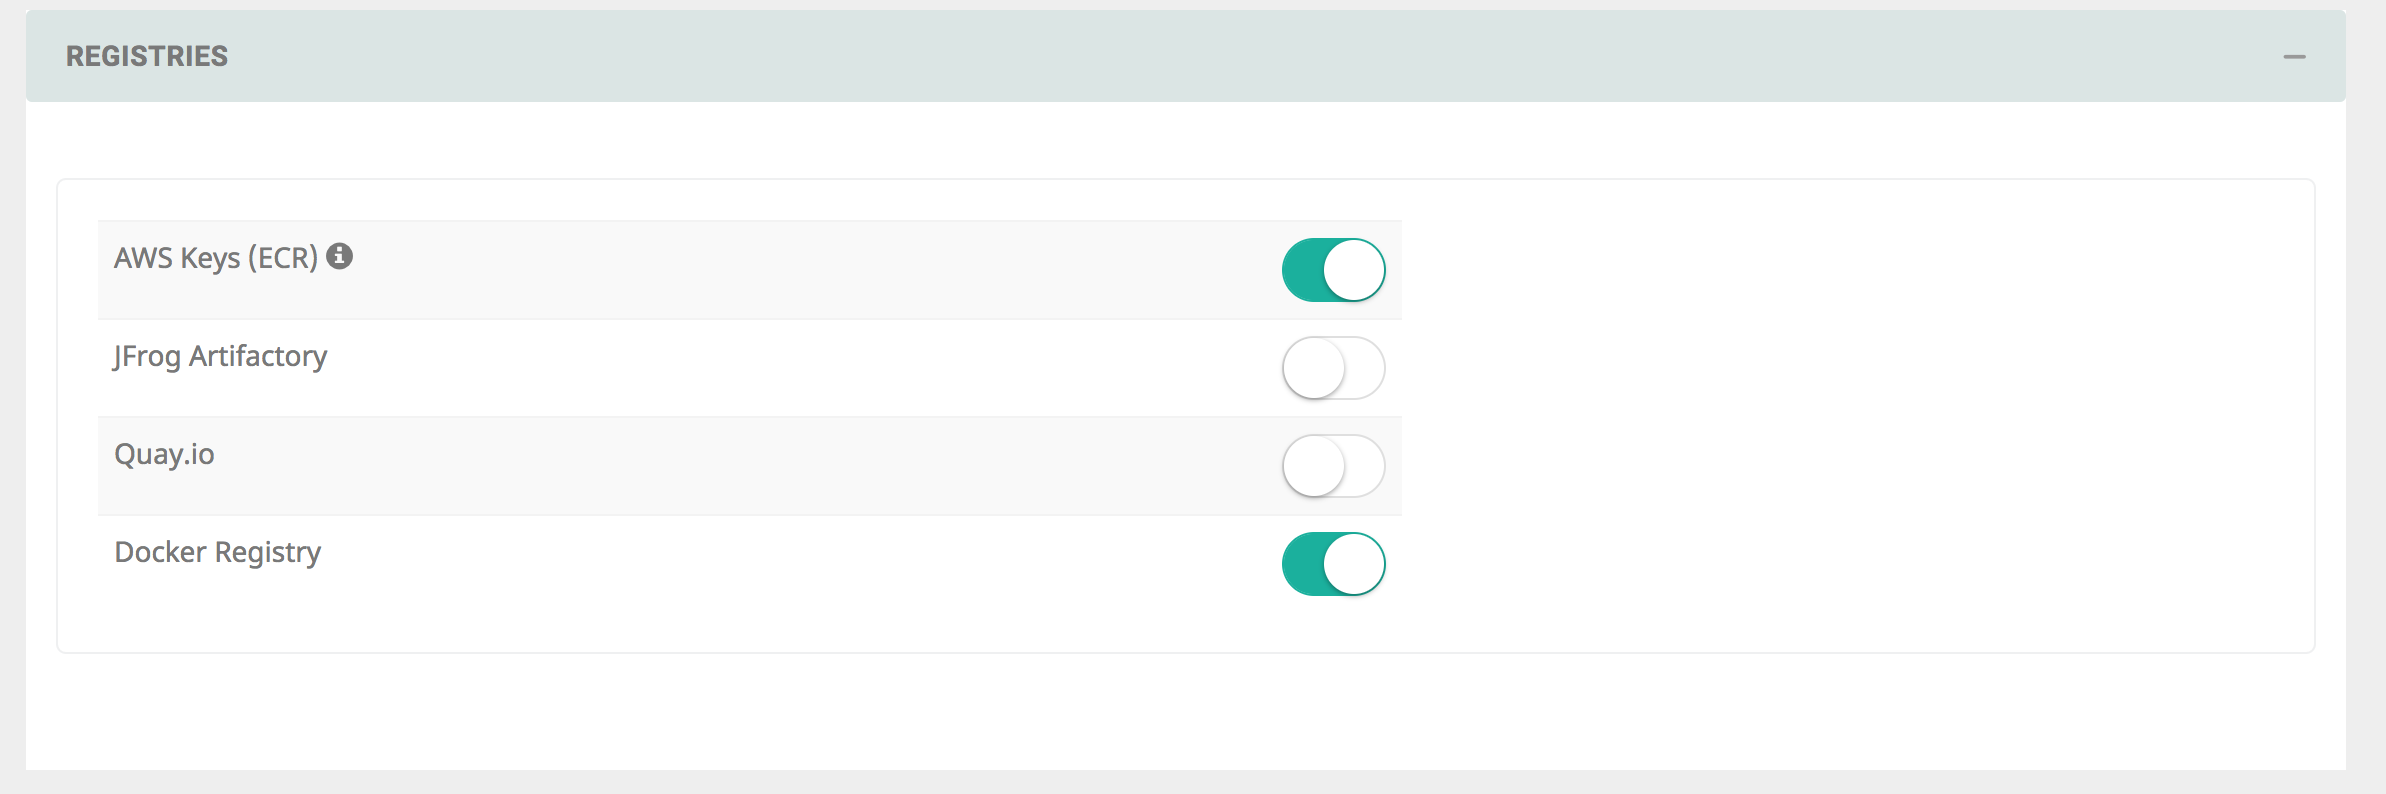 REGISTRIES
AWS Keys (ECR)
JFrog Artifactory
Quay.io
Docker Registry